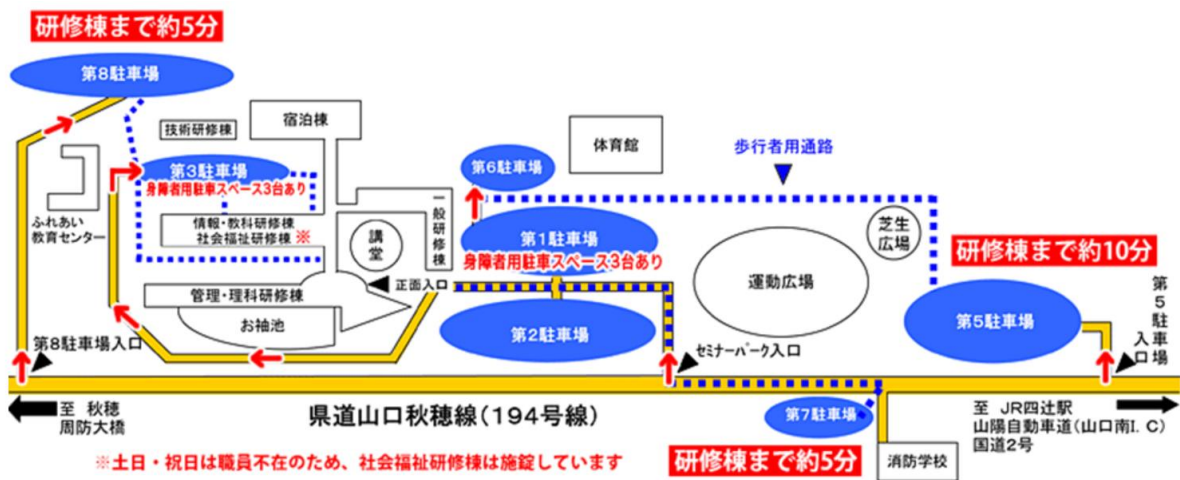 研修棟まで約5分
第8駐車場
技術研修棟
宿泊棟
体育館
歩行者用通路
第3駐車場
身障者用駐車スペース3台あり
第6駐車場
ふれあい
教育センター
情報・教科研修棟
社会福祉研修棟 ※
講堂
一般研修棟
第1駐車場
身障者用駐車スペース3台あり
芝生
広場
研修棟まで約10分
運動広場
正面入口
管理・理科研修棟
お袖池
第2駐車場
第5駐車場
第5駐車場
入口
第8駐車場入口
セミナーパーク入口
至 秋穂
周防大橋
県道山口秋穂線(194号線)
第7駐車場
至 JR四辻駅
山陽自動車道(山口南I.C)
国道2号
※土日・祝日は職員不在のため、社会福祉研修棟は施錠しています
研修棟まで約5分
消防学校